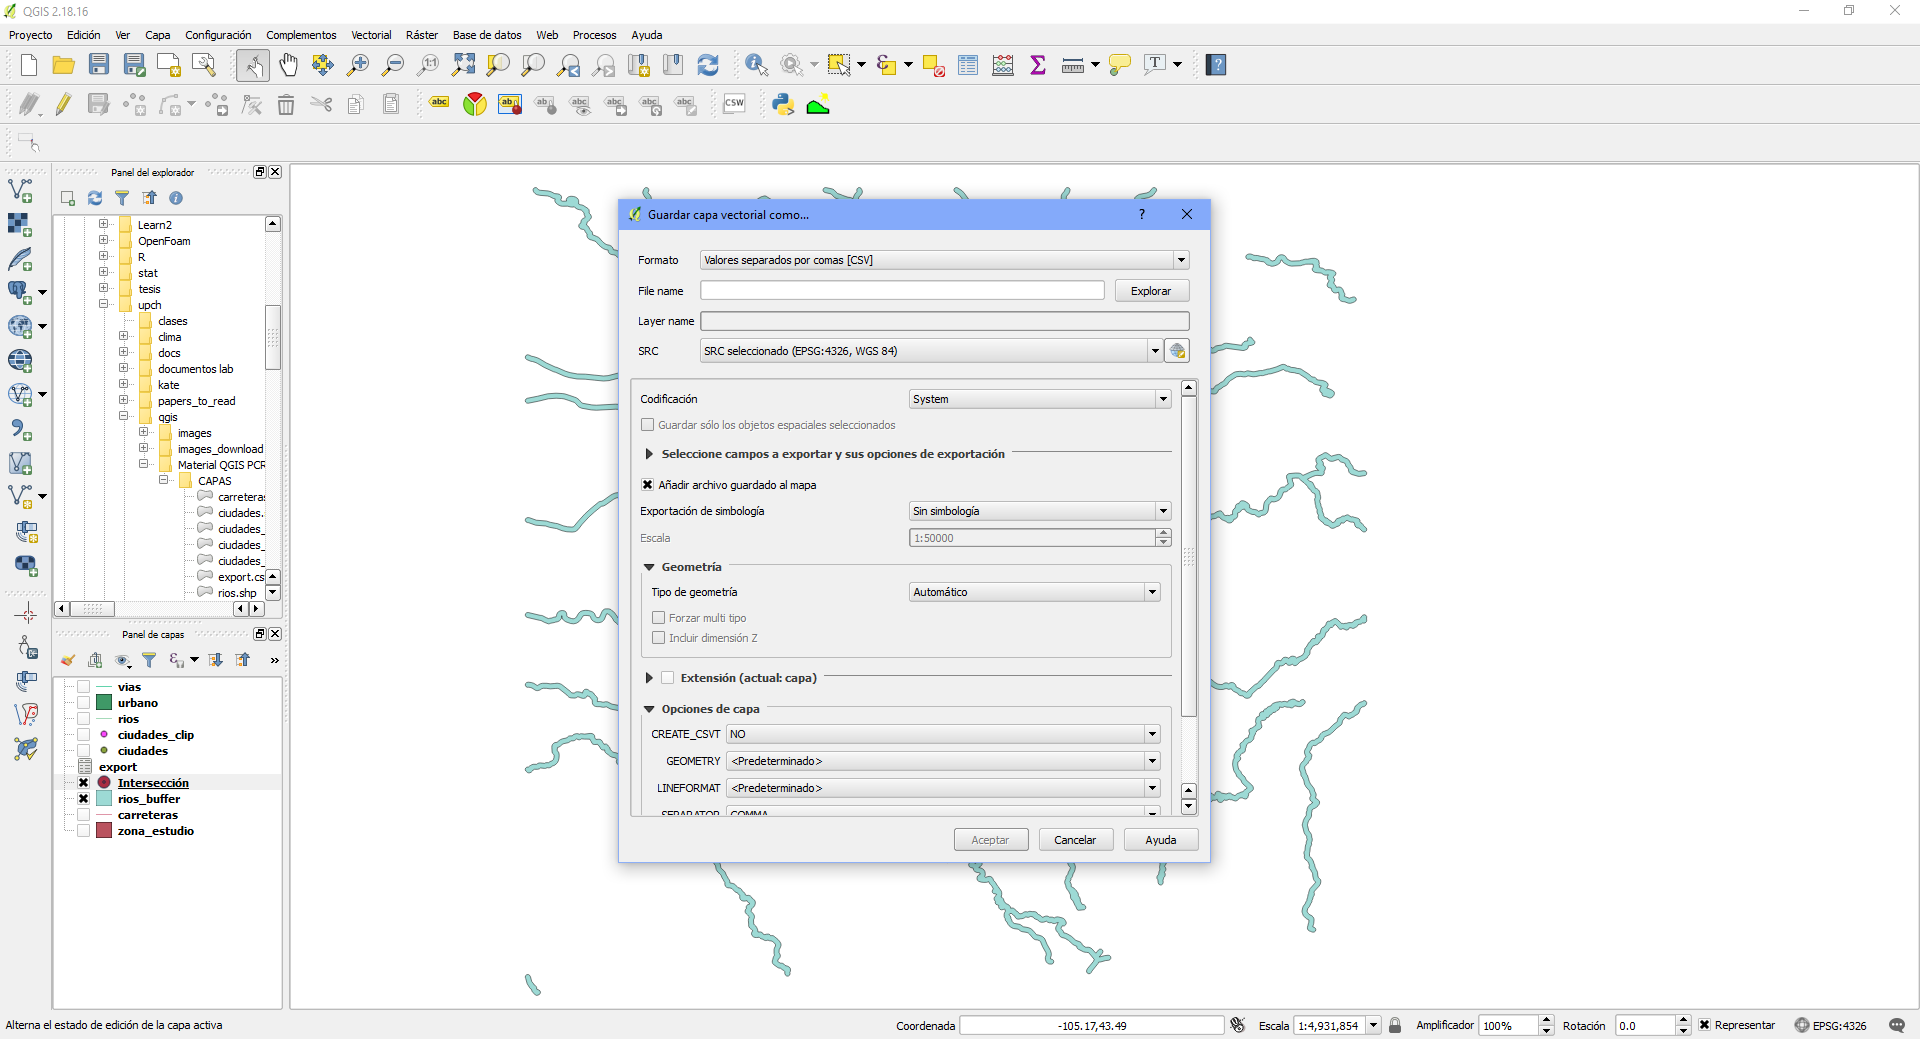 QGIS 2.18.16
Proyecto Edición Ver Capa Configuración Complementos Vectorial Ráster Base de datos Web Procesos Ayuda
Panel del explorador
Learn2
OpenFoam
R
stat
tesis
upch
clases
clima
docs
documentos lab
kate
papers_to_read
qgis
images
images_download
Material QGIS PCR
CAPAS
carreteras
ciudades.
ciudades_
ciudades_
ciudades_
export.cs
rios.shp
Panel de capas
vias
urbano
rios
ciudades_clip
ciudades
export
Intersección
rios_buffer
carreteras
zona_estudio
Guardar capa vectorial como...
Formato Valores separados por comas [CSV]
File name Explorar
Layer name
SRC SRC seleccionado (EPSG:4326, WGS 84)
Codificación System
Guardar sólo los objetos espaciales seleccionados
Seleccione campos a exportar y sus opciones de exportación
Añadir archivo guardado al mapa
Exportación de simbología Sin simbología
Escala 1:50000
Geometría
Tipo de geometría Automático
Forzar multi tipo
Incluir dimensión Z
Extensión (actual: capa)
Opciones de capa
CREATE_CSVT NO
GEOMETRY <Predeterminado>
LINEFORMAT <Predeterminado>
SEPARATOR COMMA
Aceptar Cancelar Ayuda
Alterna el estado de edición de la capa activa Coordenada -105.17,43.49 Escala 1:4,931,854 Amplificador 100% Rotación 0.0 Representar EPSG:4326